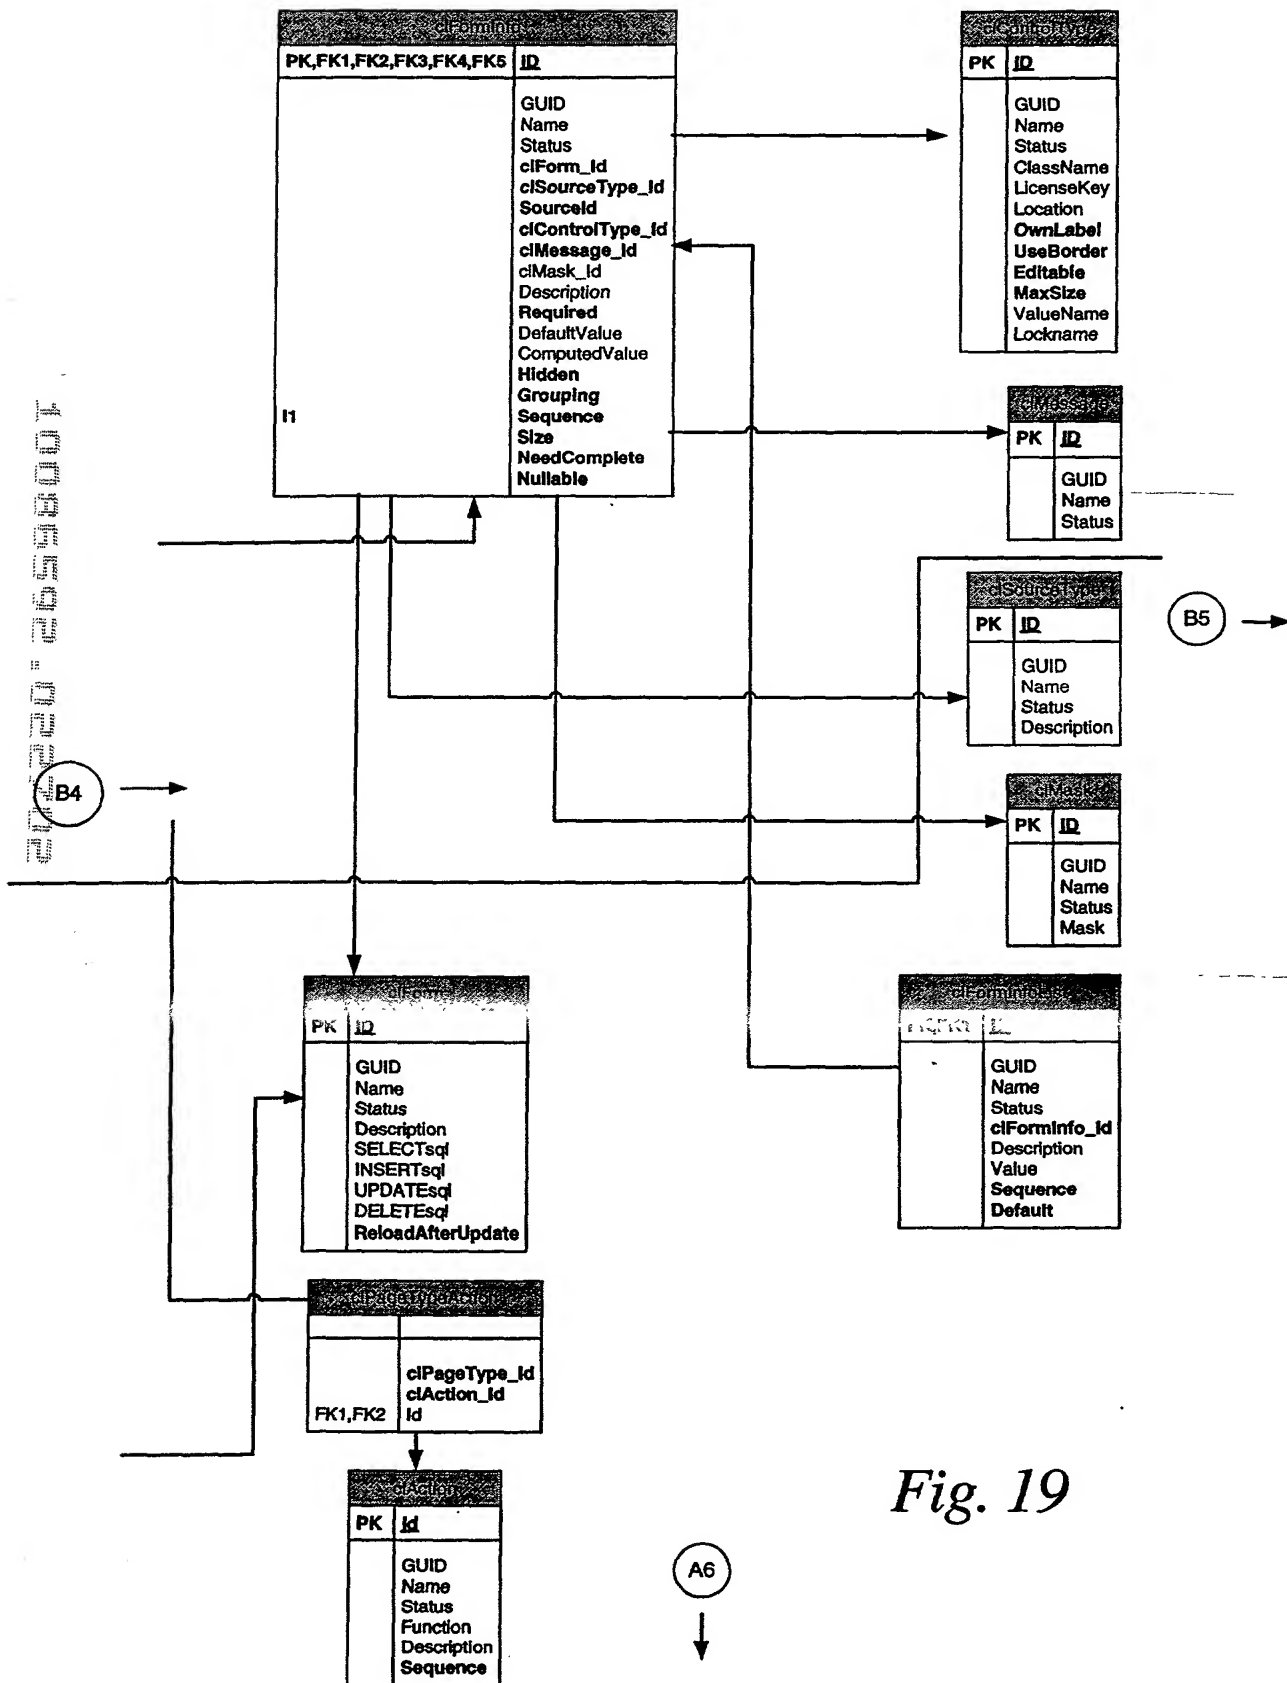 clFormInfo
PK,FK1,FK2,FK3,FK4,FK5 ID
GUID
Name
Status
clForm_Id
clSourceType_Id
SourceId
clControlType_Id
clMessage_Id
clMask_Id
Description
Required
DefaultValue
ComputedValue
Hidden
Grouping
I1 Sequence
Size
NeedComplete
Nullable
clControlType
PK ID
GUID
Name
Status
ClassName
LicenseKey
Location
OwnLabel
UseBorder
Editable
MaxSize
ValueName
Lockname
clMessage
PK ID
GUID
Name
Status
clSourceType
PK ID
GUID
Name
Status
Description
B5
B4
clMask
PK ID
GUID
Name
Status
Mask
clForm
PK ID
GUID
Name
Status
Description
SELECTsql
INSERTsql
UPDATEsql
DELETEsql
ReloadAfterUpdate
GUID
Name
Status
clFormInfo_Id
Description
Value
Sequence
Default
clPageTypeAction
clPageType_Id
clAction_Id
FK1,FK2 Id
clAction
PK Id
GUID
Name
Status
Function
Description
Sequence
A6
Fig. 19